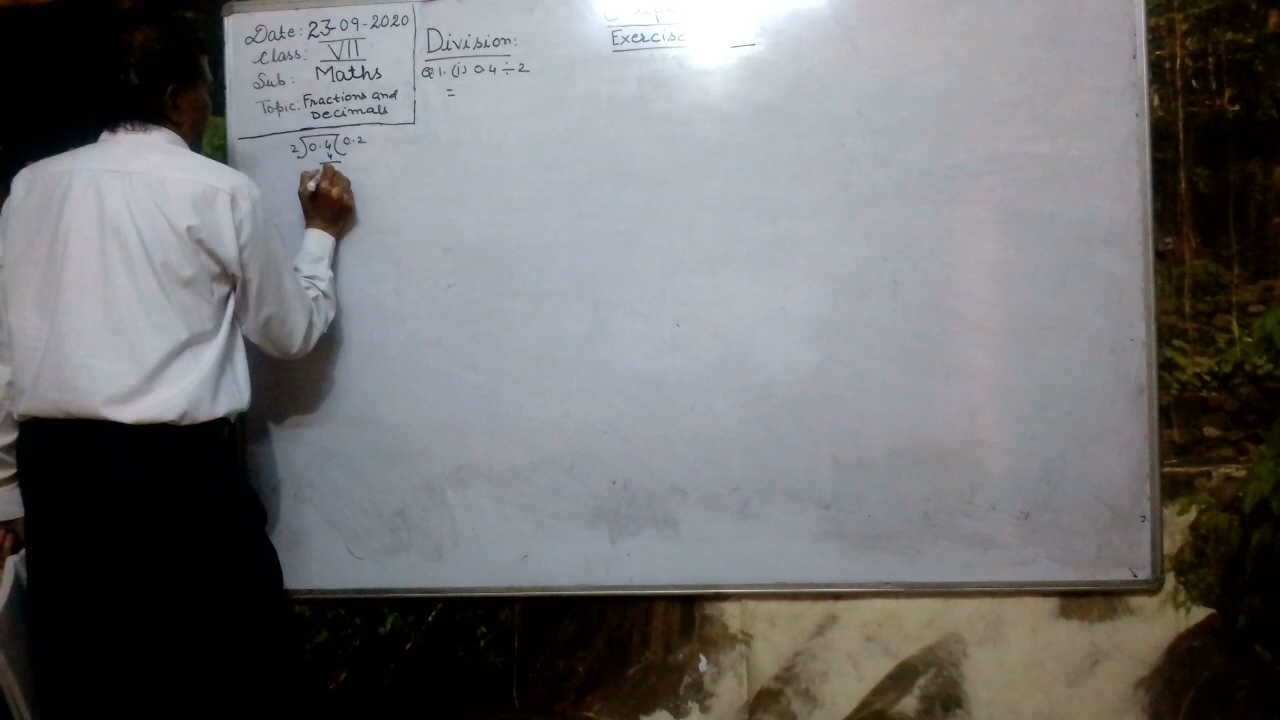 Date: 23-09-2020
Class: VII
Sub: Maths
Topic: Fractions and
Decimals
Division:
Q1. (i) 0.4 ÷ 2
=
Exercise
2)0.4(0.2
4